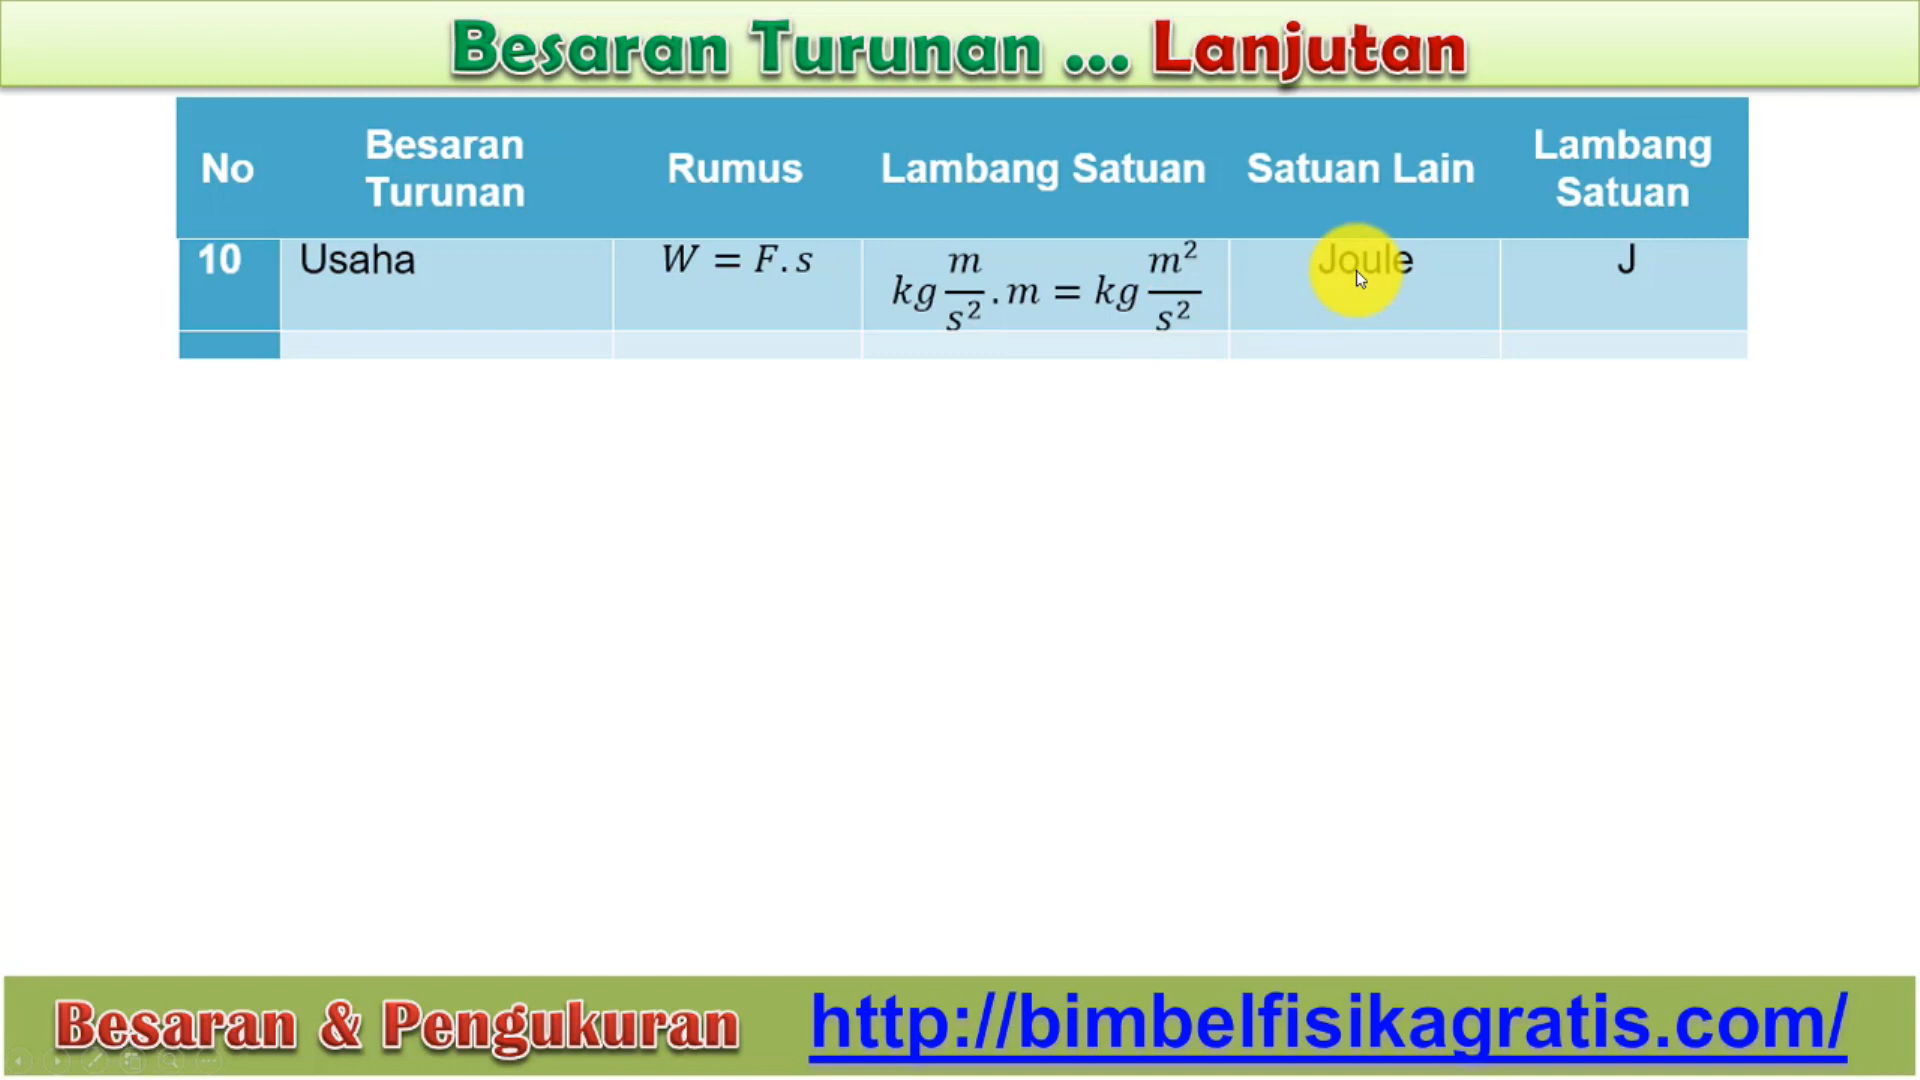 Besaran Turunan ... Lanjutan
No
Besaran
Turunan
Rumus
Lambang Satuan
Satuan Lain
Lambang
Satuan
10
Usaha
W = F.s
kg m/s² .m = kg m²/s²
Joule
J
Besaran & Pengukuran
http://bimbelfisikagratis.com/